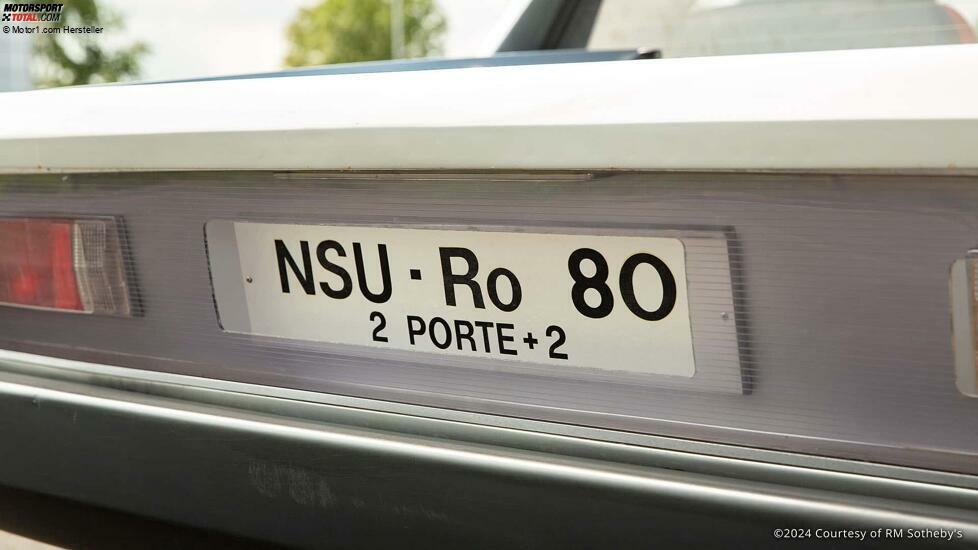 MOTORSPORT
TOTAL.COM
© Motor1.com Hersteller
NSU · Ro 80
2 PORTE + 2
©2024 Courtesy of RM Sotheby's